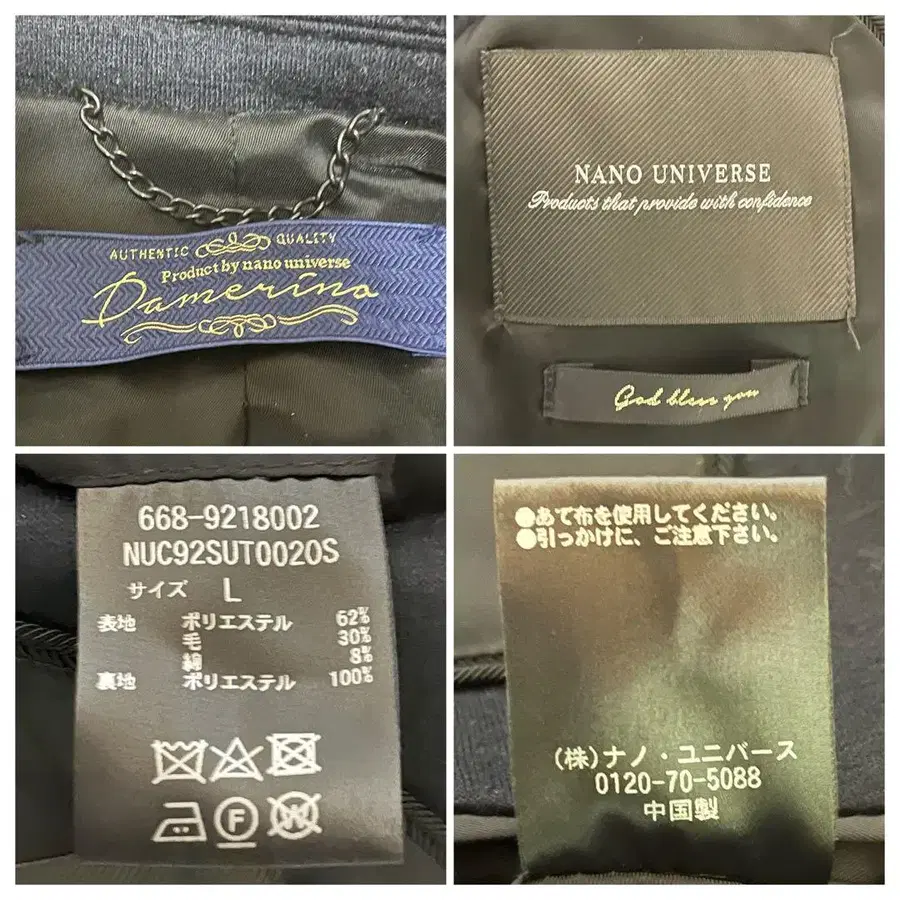 AUTHENTIC QUALITY
Product by nano universe
Damerino
NANO UNIVERSE
Products that provide with confidence
God bless you
668-9218002
NUC92SUT0020S
サイズ L
表地 ポリエステル 62%
毛 30%
綿 8%
裏地 ポリエステル 100%
F
W
●あて布を使用してください。
●引っかけに、ご注意下さい。
(株)ナノ・ユニバース
0120-70-5088
中国製